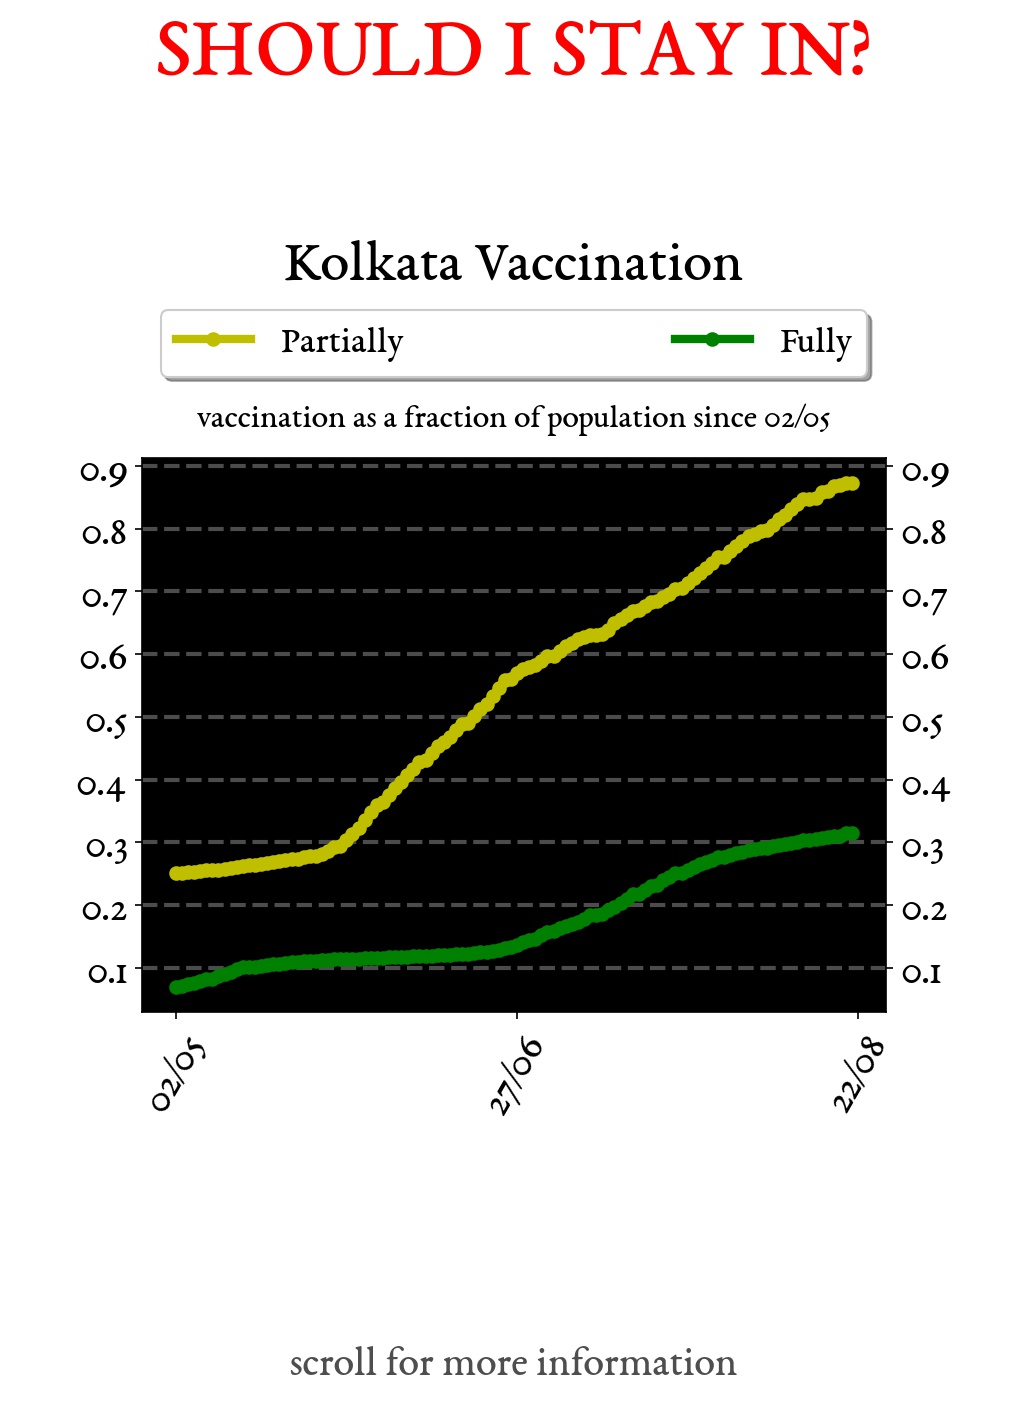 SHOULD I STAY IN?
Kolkata Vaccination
Partially Fully
vaccination as a fraction of population since 02/05
0.9 0.9
0.8 0.8
0.7 0.7
0.6 0.6
0.5 0.5
0.4 0.4
0.3 0.3
0.2 0.2
0.1 0.1
02/05 27/06 22/08
scroll for more information